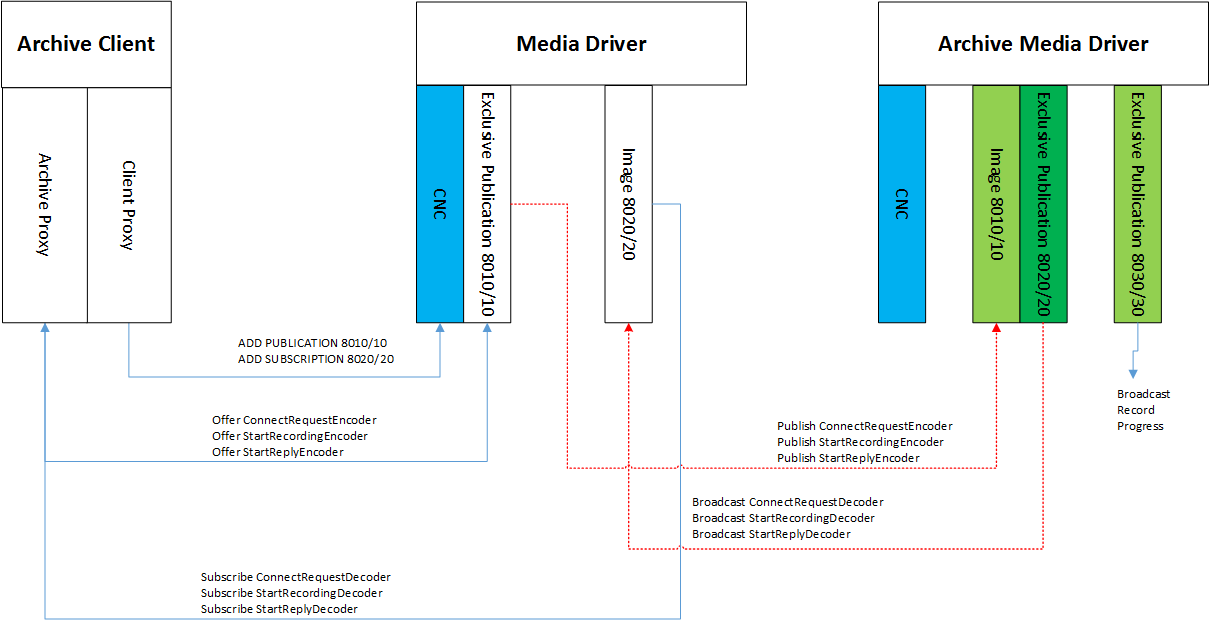 Archive Client
Media Driver
Archive Media Driver
Archive Proxy
Client Proxy
CNC
Exclusive Publication 8010/10
Image 8020/20
CNC
Image 8010/10
Exclusive Publication 8020/20
Exclusive Publication 8030/30
ADD PUBLICATION 8010/10
ADD SUBSCRIPTION 8020/20
Broadcast
Record
Progress
Offer ConnectRequestEncoder
Offer StartRecordingEncoder
Offer StartReplyEncoder
Publish ConnectRequestEncoder
Publish StartRecordingEncoder
Publish StartReplyEncoder
Broadcast ConnectRequestDecoder
Broadcast StartRecordingDecoder
Broadcast StartReplyDecoder
Subscribe ConnectRequestDecoder
Subscribe StartRecordingDecoder
Subscribe StartReplyDecoder